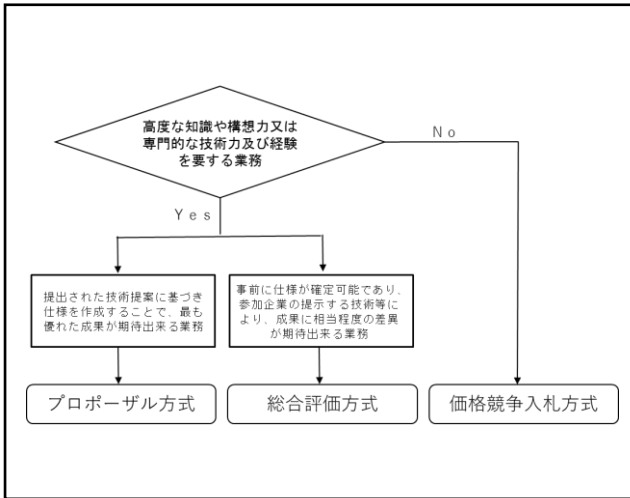 高度な知識や構想力又は
専門的な技術力及び経験
を要する業務
No
Yes
提出された技術提案に基づき
仕様を作成することで、最も
優れた成果が期待出来る業務
事前に仕様が確定可能であり、
参加企業の提示する技術等に
より、成果に相当程度の差異
が期待出来る業務
プロポーザル方式
総合評価方式
価格競争入札方式